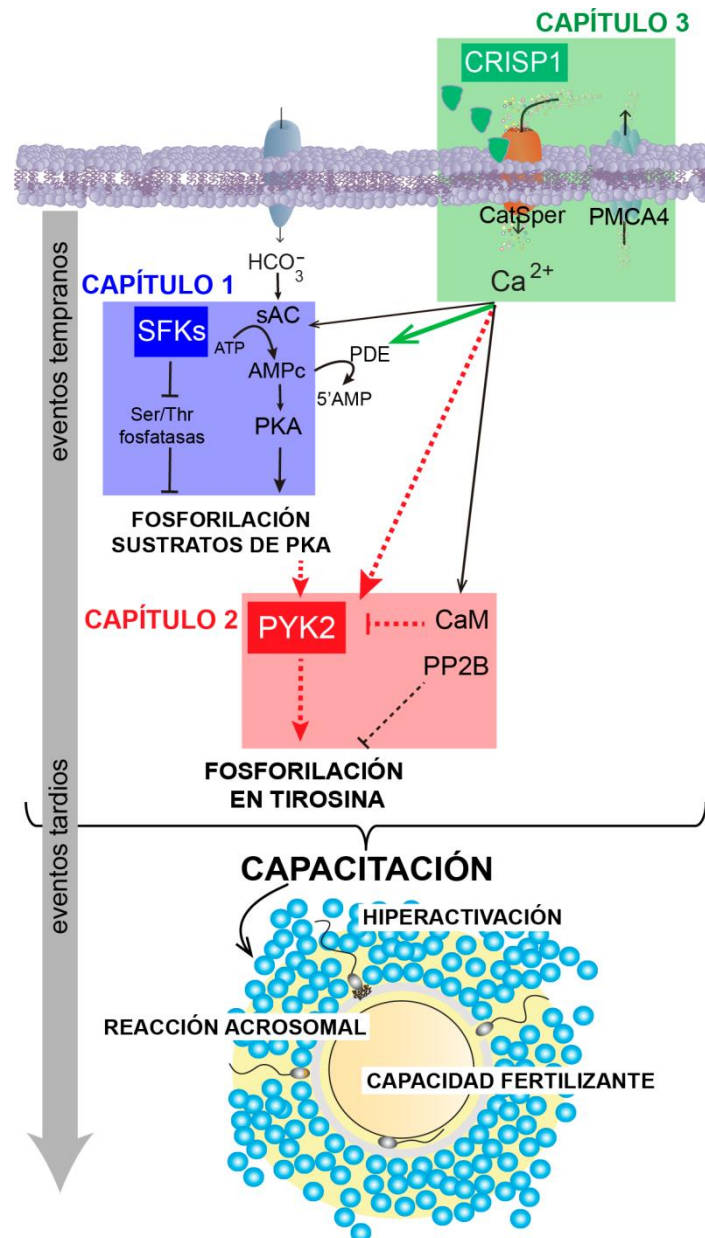 CAPÍTULO 3
CRISP1
CatSper
PMCA4
HCO₃⁻
Ca²⁺
CAPÍTULO 1
SFKs
sAC
ATP
PDE
AMPc
5'AMP
Ser/Thr
fosfatasas
PKA
eventos tempranos
FOSFORILACIÓN
SUSTRATOS DE PKA
CAPÍTULO 2
PYK2
CaM
PP2B
FOSFORILACIÓN
EN TIROSINA
eventos tardios
CAPACITACIÓN
HIPERACTIVACIÓN
REACCIÓN ACROSOMAL
CAPACIDAD FERTILIZANTE